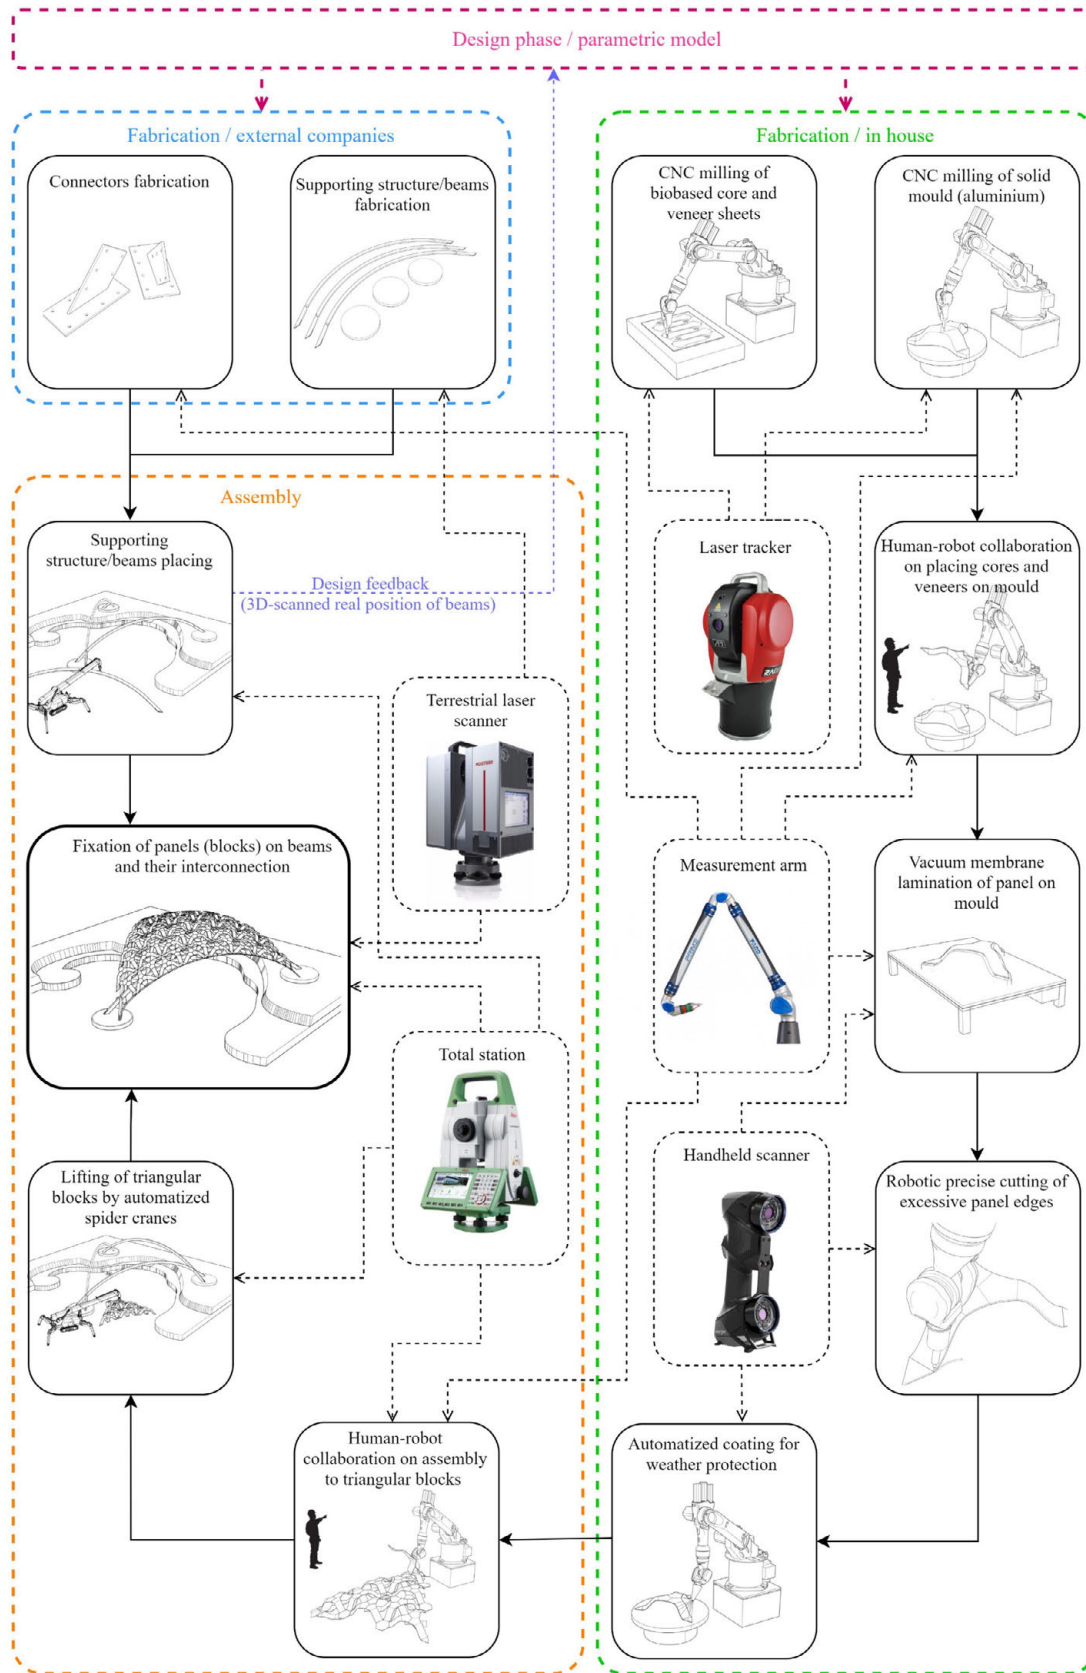 Design phase / parametric model
Fabrication / external companies
Connectors fabrication
Supporting structure/beams
fabrication
Fabrication / in house
CNC milling of
biobased core and
veneer sheets
CNC milling of solid
mould (aluminium)
Assembly
Supporting
structure/beams placing
Design feedback
(3D-scanned real position of beams)
Laser tracker
Human-robot collaboration
on placing cores and
veneers on mould
Terrestrial laser
scanner
Fixation of panels (blocks) on beams
and their interconnection
Measurement arm
Vacuum membrane
lamination of panel on
mould
Total station
Handheld scanner
Lifting of triangular
blocks by automatized
spider cranes
Robotic precise cutting of
excessive panel edges
Human-robot
collaboration on assembly
to triangular blocks
Automatized coating for
weather protection